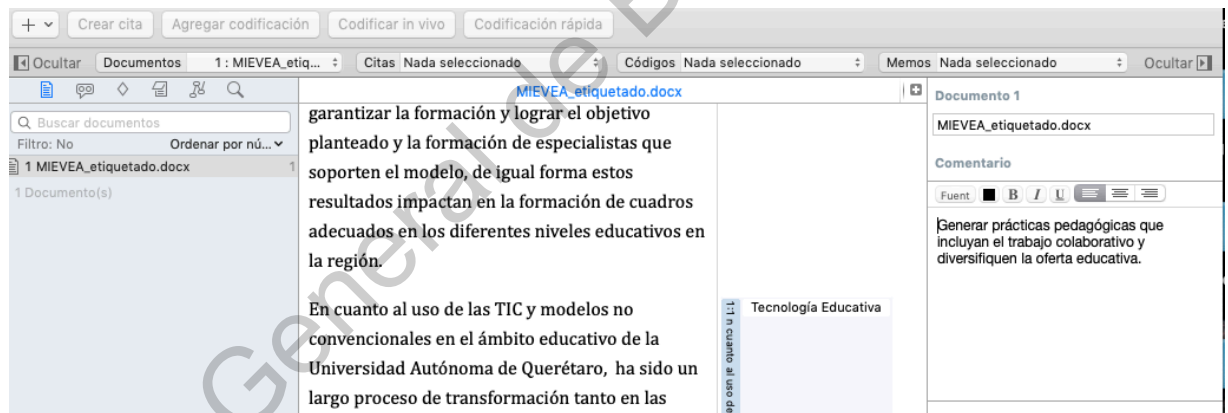 Crear cita Agregar codificación Codificar in vivo Codificación rápida
Ocultar Documentos 1: MIEVEA_etiq... Citas Nada seleccionado Códigos Nada seleccionado Memos Nada seleccionado Ocultar
MIEVEA_etiquetado.docx
Buscar documentos
Filtro: No Ordenar por nú...
1 MIEVEA_etiquetado.docx 1
1 Documento(s)
garantizar la formación y lograr el objetivo
planteado y la formación de especialistas que
soporten el modelo, de igual forma estos
resultados impactan en la formación de cuadros
adecuados en los diferentes niveles educativos en
la región.
En cuanto al uso de las TIC y modelos no
convencionales en el ámbito educativo de la
Universidad Autónoma de Querétaro, ha sido un
largo proceso de transformación tanto en las
1:1 n cuanto al uso de
Tecnología Educativa
Documento 1
MIEVEA_etiquetado.docx
Comentario
Fuent B I U
Generar prácticas pedagógicas que
incluyan el trabajo colaborativo y
diversifiquen la oferta educativa.
General de B